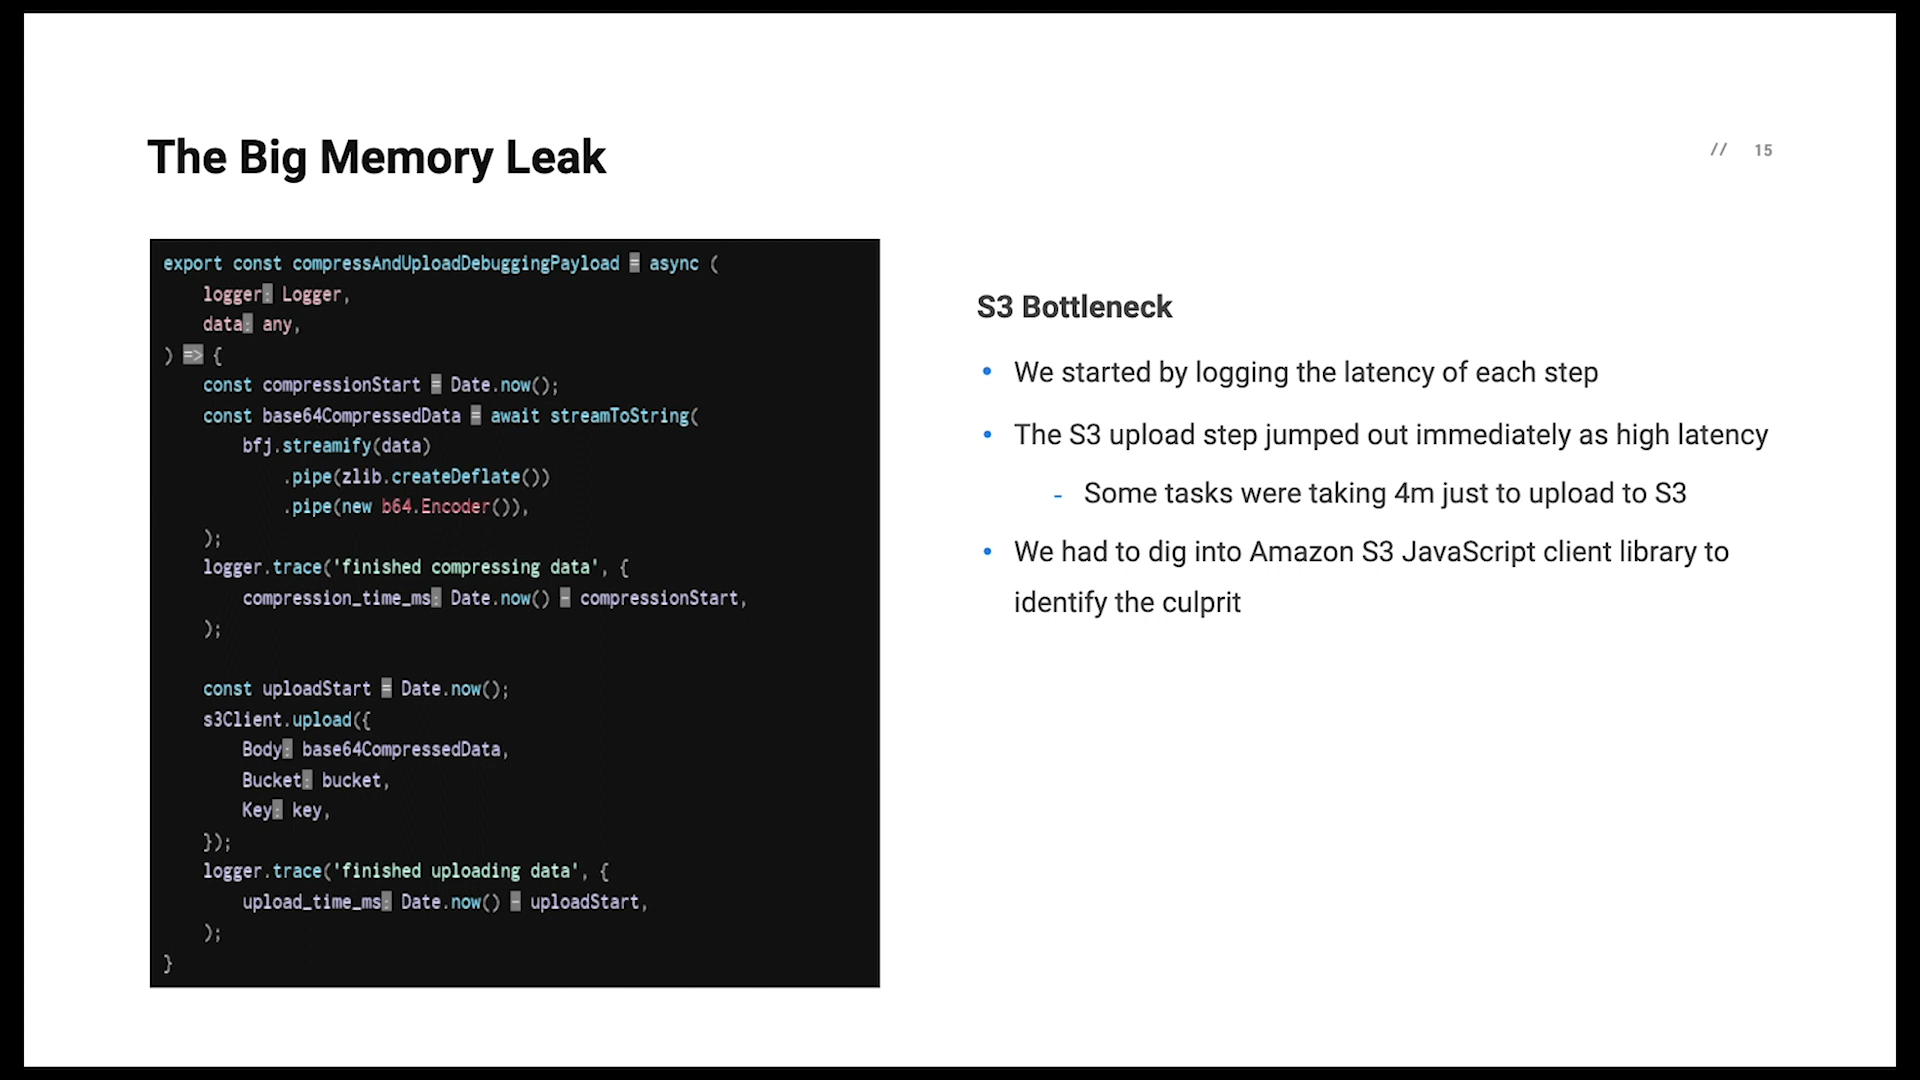 The Big Memory Leak
// 15
export const compressAndUploadDebuggingPayload = async (
    logger: Logger,
    data: any,
) => {
    const compressionStart = Date.now();
    const base64CompressedData = await streamToString(
        bfj.streamify(data)
            .pipe(zlib.createDeflate())
            .pipe(new b64.Encoder()),
    );
    logger.trace('finished compressing data', {
        compression_time_ms: Date.now() - compressionStart,
    );
    const uploadStart = Date.now();
    s3Client.upload({
        Body: base64CompressedData,
        Bucket: bucket,
        Key: key,
    });
    logger.trace('finished uploading data', {
        upload_time_ms: Date.now() - uploadStart,
    );
}
S3 Bottleneck
• We started by logging the latency of each step
• The S3 upload step jumped out immediately as high latency
- Some tasks were taking 4m just to upload to S3
• We had to dig into Amazon S3 JavaScript client library to
identify the culprit